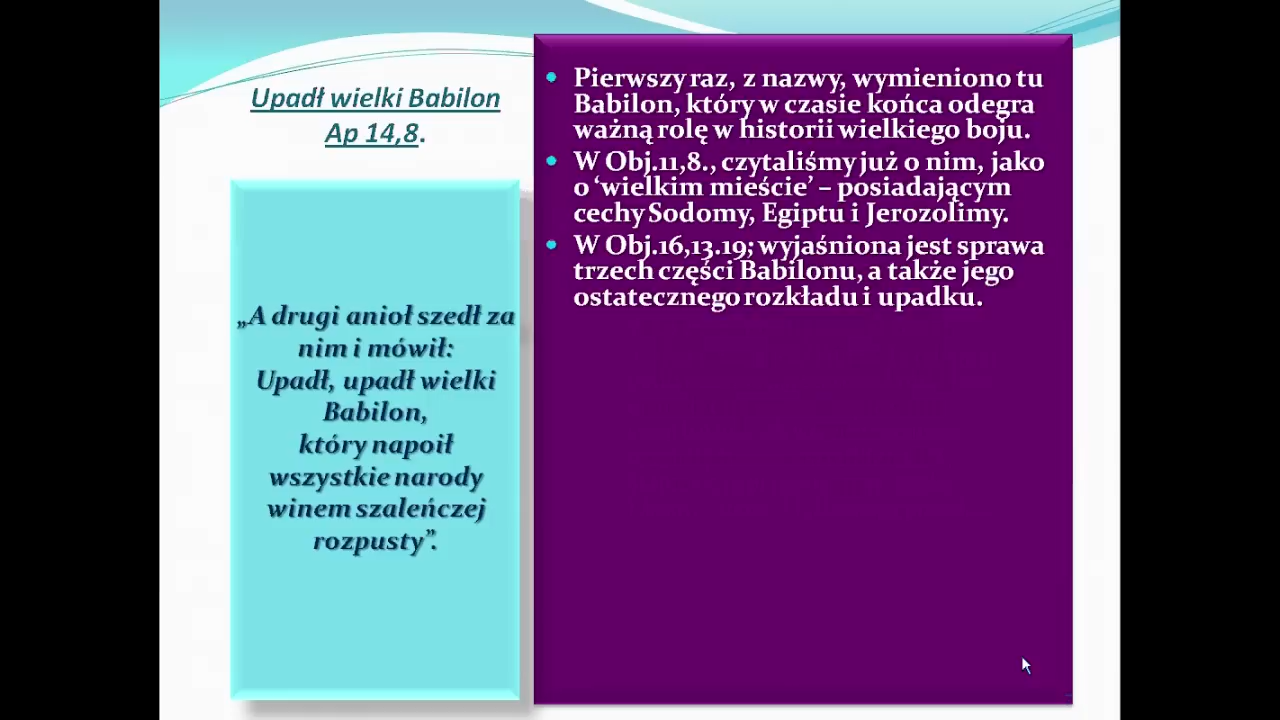 Upadł wielki Babilon
Ap 14,8.
„A drugi anioł szedł za
nim i mówił:
Upadł, upadł wielki
Babilon,
który napoił
wszystkie narody
winem szaleńczej
rozpusty”.
Pierwszy raz, z nazwy, wymieniono tu
Babilon, który w czasie końca odegra
ważną rolę w historii wielkiego boju.
W Obj.11,8., czytaliśmy już o nim, jako
o ‘wielkim mieście’ – posiadającym
cechy Sodomy, Egiptu i Jerozolimy.
W Obj.16,13.19; wyjaśniona jest sprawa
trzech części Babilonu, a także jego
ostatecznego rozkładu i upadku.